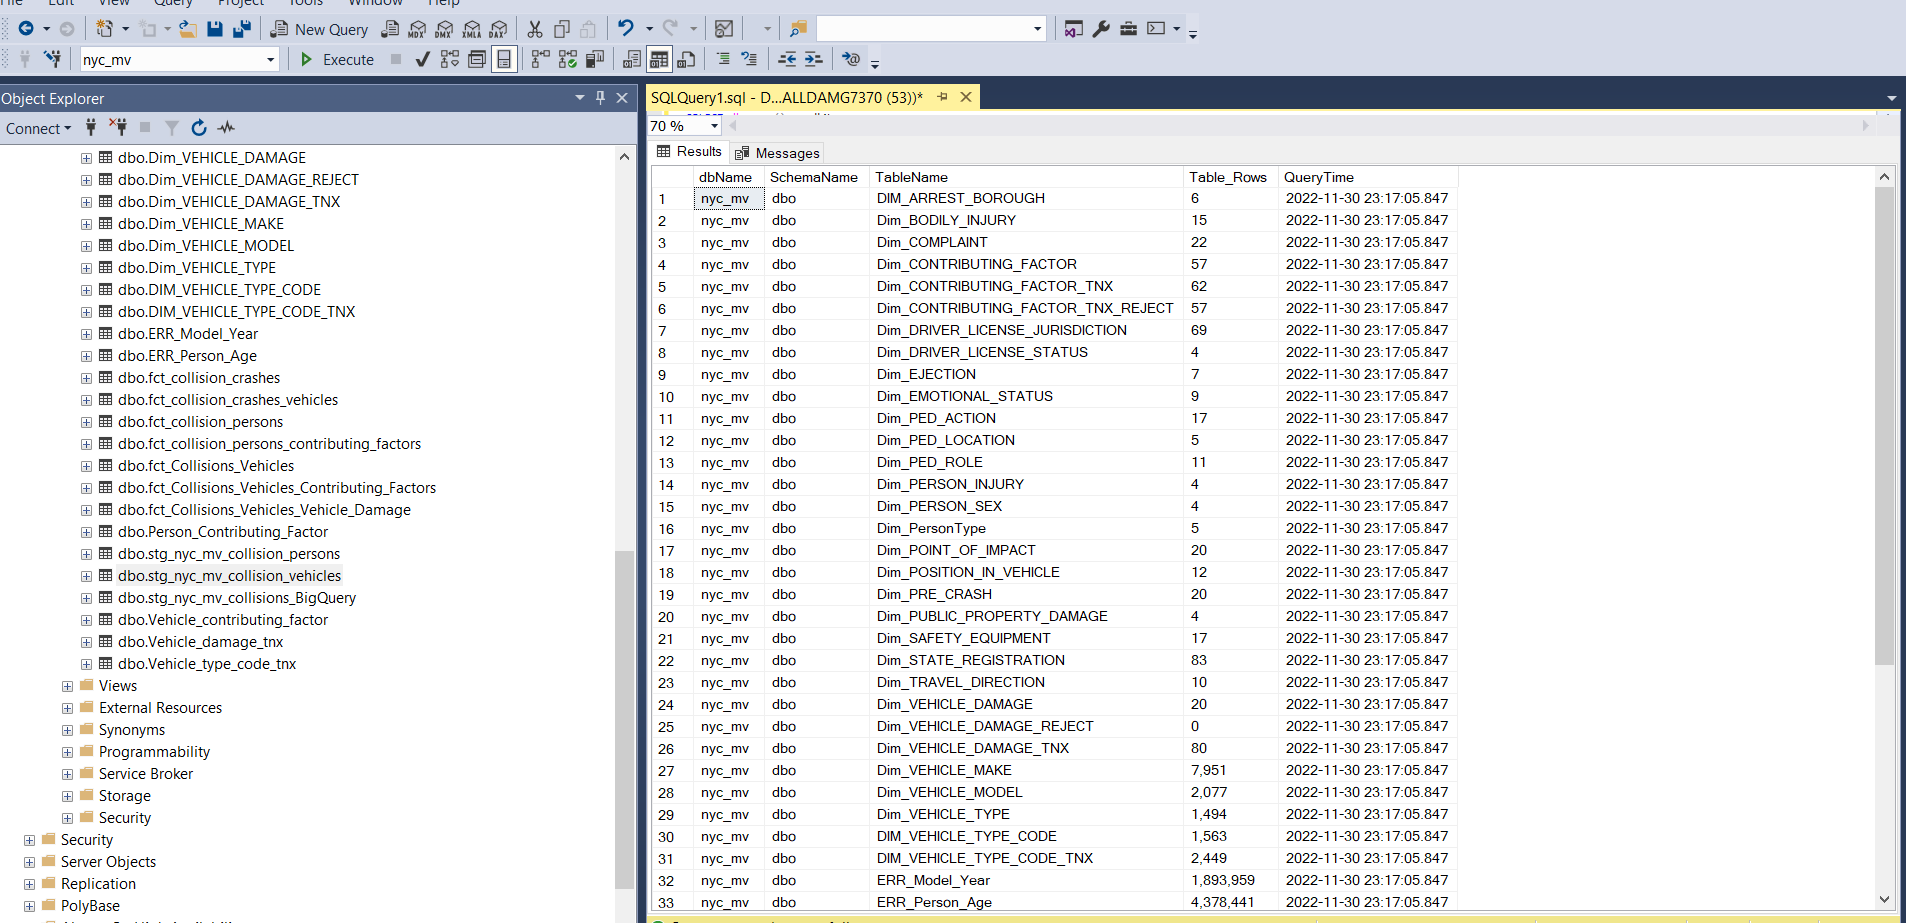 File Edit View Project Tools Window Help
New Query MDX DMX XMLA DAX
nyc_mv Execute
Object Explorer
Connect
dbo.Dim_VEHICLE_DAMAGE
dbo.Dim_VEHICLE_DAMAGE_REJECT
dbo.Dim_VEHICLE_DAMAGE_TNX
dbo.Dim_VEHICLE_MAKE
dbo.Dim_VEHICLE_MODEL
dbo.Dim_VEHICLE_TYPE
dbo.DIM_VEHICLE_TYPE_CODE
dbo.DIM_VEHICLE_TYPE_CODE_TNX
dbo.ERR_Model_Year
dbo.ERR_Person_Age
dbo.fct_collision_crashes
dbo.fct_collision_crashes_vehicles
dbo.fct_collision_persons
dbo.fct_collision_persons_contributing_factors
dbo.fct_Collisions_Vehicles
dbo.fct_Collisions_Vehicles_Contributing_Factors
dbo.fct_Collisions_Vehicles_Vehicle_Damage
dbo.Person_Contributing_Factor
dbo.stg_nyc_mv_collision_persons
dbo.stg_nyc_mv_collision_vehicles
dbo.stg_nyc_mv_collisions_BigQuery
dbo.Vehicle_contributing_factor
dbo.Vehicle_damage_tnx
dbo.Vehicle_type_code_tnx
Views
External Resources
Synonyms
Programmability
Service Broker
Storage
Security
Security
Server Objects
Replication
PolyBase
SQLQuery1.sql - D...ALLDAMG7370 (53))*
70 %
Results Messages
dbName SchemaName TableName Table_Rows QueryTime
1 nyc_mv dbo DIM_ARREST_BOROUGH 6 2022-11-30 23:17:05.847
2 nyc_mv dbo Dim_BODILY_INJURY 15 2022-11-30 23:17:05.847
3 nyc_mv dbo Dim_COMPLAINT 22 2022-11-30 23:17:05.847
4 nyc_mv dbo Dim_CONTRIBUTING_FACTOR 57 2022-11-30 23:17:05.847
5 nyc_mv dbo Dim_CONTRIBUTING_FACTOR_TNX 62 2022-11-30 23:17:05.847
6 nyc_mv dbo Dim_CONTRIBUTING_FACTOR_TNX_REJECT 57 2022-11-30 23:17:05.847
7 nyc_mv dbo Dim_DRIVER_LICENSE_JURISDICTION 69 2022-11-30 23:17:05.847
8 nyc_mv dbo Dim_DRIVER_LICENSE_STATUS 4 2022-11-30 23:17:05.847
9 nyc_mv dbo Dim_EJECTION 7 2022-11-30 23:17:05.847
10 nyc_mv dbo Dim_EMOTIONAL_STATUS 9 2022-11-30 23:17:05.847
11 nyc_mv dbo Dim_PED_ACTION 17 2022-11-30 23:17:05.847
12 nyc_mv dbo Dim_PED_LOCATION 5 2022-11-30 23:17:05.847
13 nyc_mv dbo Dim_PED_ROLE 11 2022-11-30 23:17:05.847
14 nyc_mv dbo Dim_PERSON_INJURY 4 2022-11-30 23:17:05.847
15 nyc_mv dbo Dim_PERSON_SEX 4 2022-11-30 23:17:05.847
16 nyc_mv dbo Dim_PersonType 5 2022-11-30 23:17:05.847
17 nyc_mv dbo Dim_POINT_OF_IMPACT 20 2022-11-30 23:17:05.847
18 nyc_mv dbo Dim_POSITION_IN_VEHICLE 12 2022-11-30 23:17:05.847
19 nyc_mv dbo Dim_PRE_CRASH 20 2022-11-30 23:17:05.847
20 nyc_mv dbo Dim_PUBLIC_PROPERTY_DAMAGE 4 2022-11-30 23:17:05.847
21 nyc_mv dbo Dim_SAFETY_EQUIPMENT 17 2022-11-30 23:17:05.847
22 nyc_mv dbo Dim_STATE_REGISTRATION 83 2022-11-30 23:17:05.847
23 nyc_mv dbo Dim_TRAVEL_DIRECTION 10 2022-11-30 23:17:05.847
24 nyc_mv dbo Dim_VEHICLE_DAMAGE 20 2022-11-30 23:17:05.847
25 nyc_mv dbo Dim_VEHICLE_DAMAGE_REJECT 0 2022-11-30 23:17:05.847
26 nyc_mv dbo Dim_VEHICLE_DAMAGE_TNX 80 2022-11-30 23:17:05.847
27 nyc_mv dbo Dim_VEHICLE_MAKE 7,951 2022-11-30 23:17:05.847
28 nyc_mv dbo Dim_VEHICLE_MODEL 2,077 2022-11-30 23:17:05.847
29 nyc_mv dbo Dim_VEHICLE_TYPE 1,494 2022-11-30 23:17:05.847
30 nyc_mv dbo DIM_VEHICLE_TYPE_CODE 1,563 2022-11-30 23:17:05.847
31 nyc_mv dbo DIM_VEHICLE_TYPE_CODE_TNX 2,449 2022-11-30 23:17:05.847
32 nyc_mv dbo ERR_Model_Year 1,893,959 2022-11-30 23:17:05.847
33 nyc_mv dbo ERR_Person_Age 4,378,441 2022-11-30 23:17:05.847